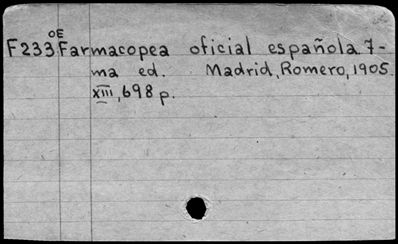 OE
F233 Farmacopea oficial española 7-
ma ed. Madrid, Romero, 1905.
XIII, 698 p.